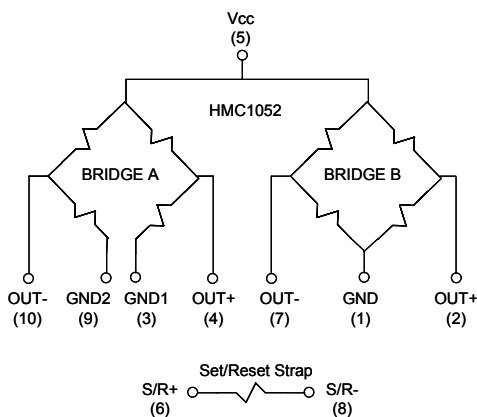 Vcc
(5)
HMC1052
BRIDGE A
BRIDGE B
OUT- GND2 GND1 OUT+ OUT- GND OUT+
(10) (9) (3) (4) (7) (1) (2)
Set/Reset Strap
S/R+ S/R-
(6) (8)